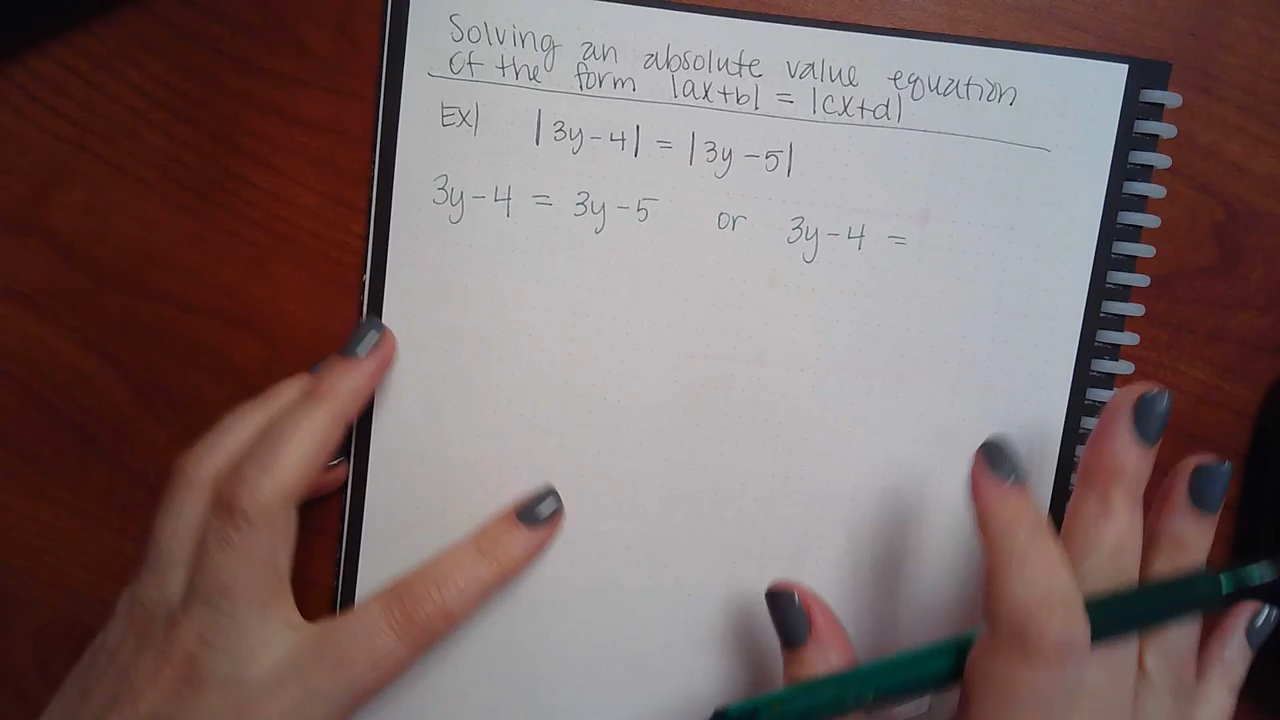 Solving an absolute value equation
of the form |ax+b| = |cx+d|
EX) |3y-4| = |3y-5|
3y-4 = 3y-5 or 3y-4 =